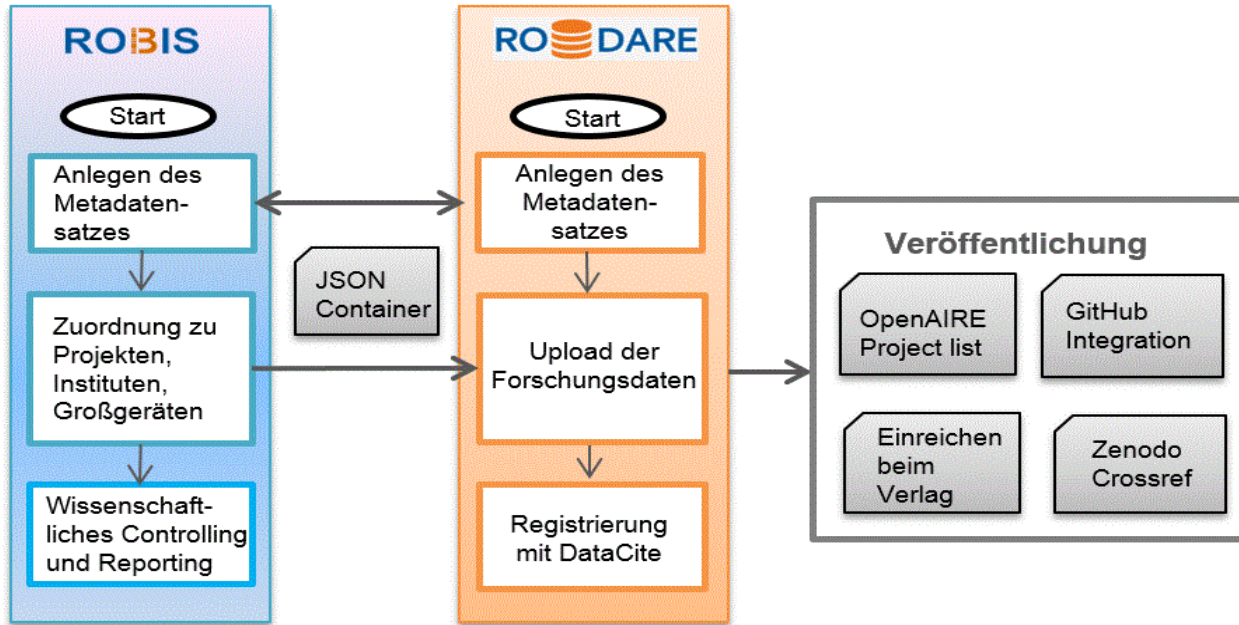 ROBIS
Start
Anlegen des
Metadaten-
satzes
Zuordnung zu
Projekten,
Instituten,
Großgeräten
Wissenschaft-
liches Controlling
und Reporting
JSON
Container
RODARE
Start
Anlegen des
Metadaten-
satzes
Upload der
Forschungsdaten
Registrierung
mit DataCite
Veröffentlichung
OpenAIRE
Project list
GitHub
Integration
Einreichen
beim
Verlag
Zenodo
Crossref